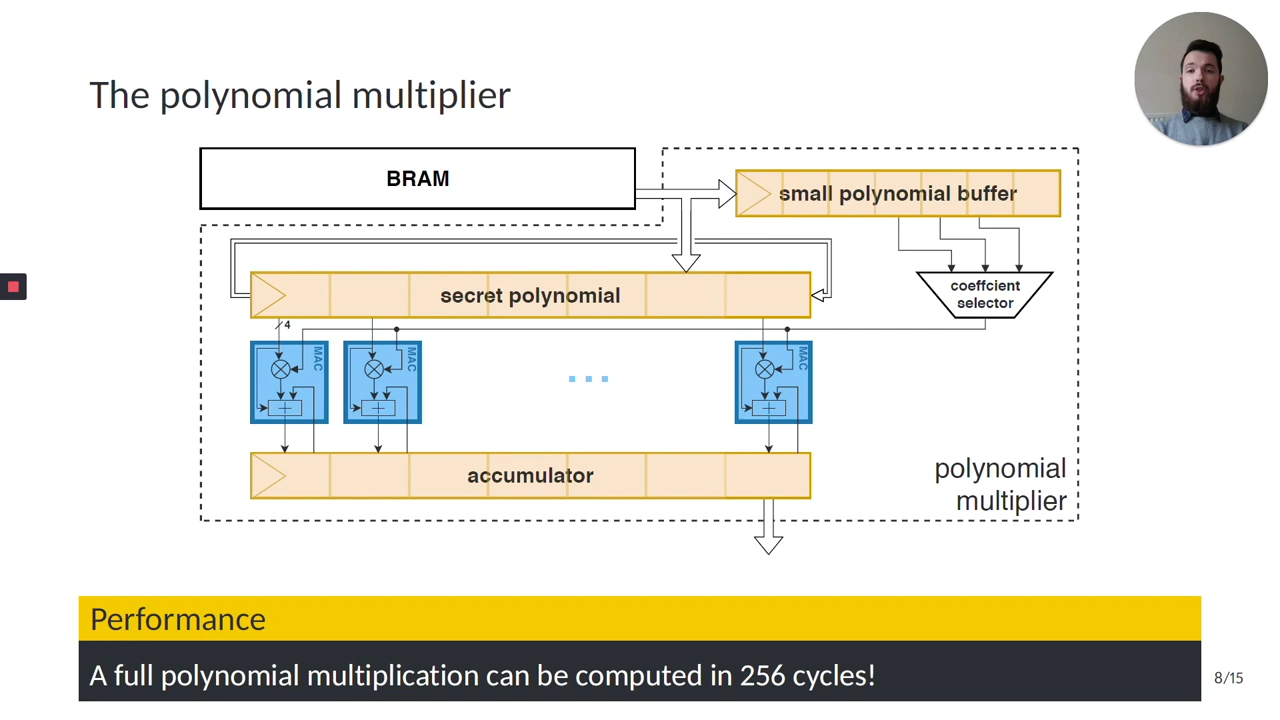 The polynomial multiplier
BRAM
small polynomial buffer
coeffcient
selector
secret polynomial
4
MAC
MAC
MAC
...
accumulator
polynomial
multiplier
Performance
A full polynomial multiplication can be computed in 256 cycles!
8/15